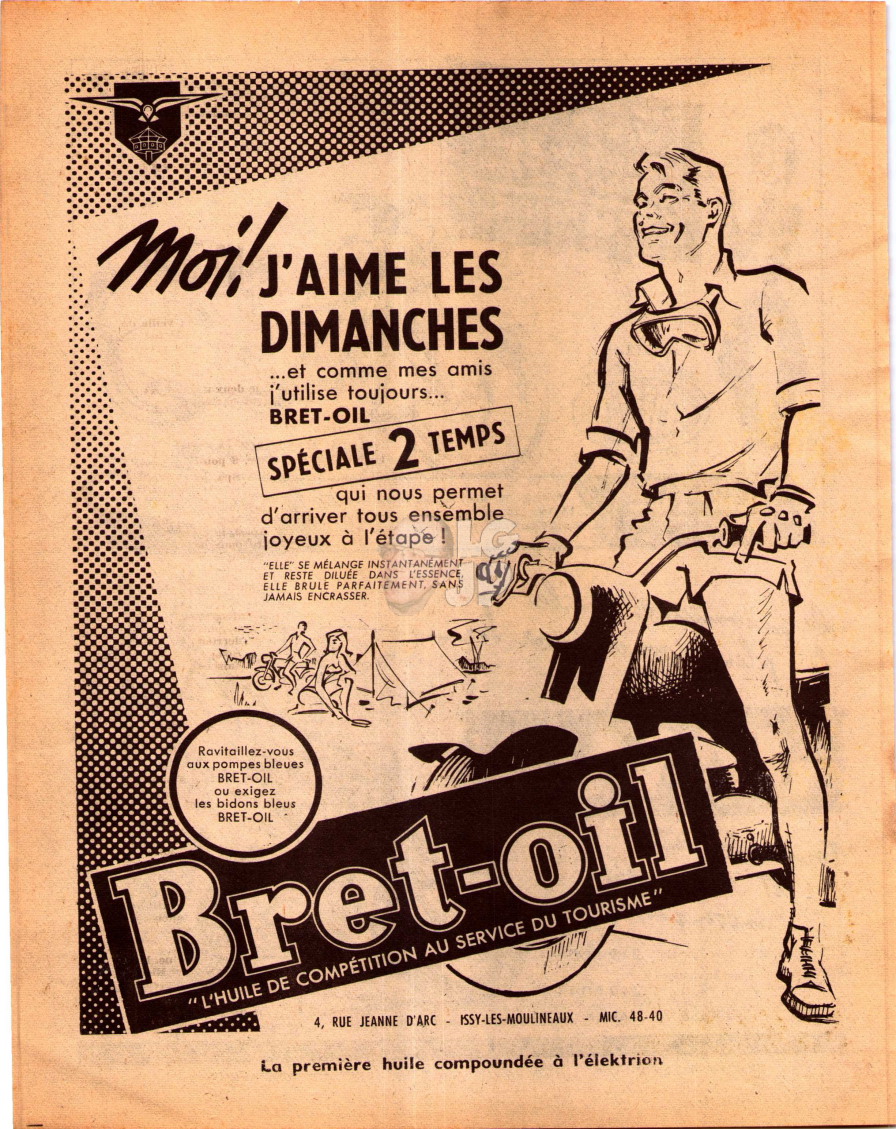 Moi! J'AIME LES
DIMANCHES
...et comme mes amis
j'utilise toujours...
BRET-OIL
SPÉCIALE 2 TEMPS
qui nous permet
d'arriver tous ensemble
joyeux à l'étape !
"ELLE" SE MÉLANGE INSTANTANÉMENT
ET RESTE DILUÉE DANS L'ESSENCE,
ELLE BRULE PARFAITEMENT, SANS
JAMAIS ENCRASSER.
Ravitaillez-vous
aux pompes bleues
BRET-OIL
ou exigez
les bidons bleus
BRET-OIL
Bret-oil
"L'HUILE DE COMPÉTITION AU SERVICE DU TOURISME"
4, RUE JEANNE D'ARC - ISSY-LES-MOULINEAUX - MIC. 48-40
La première huile compoundée à l'élektrion